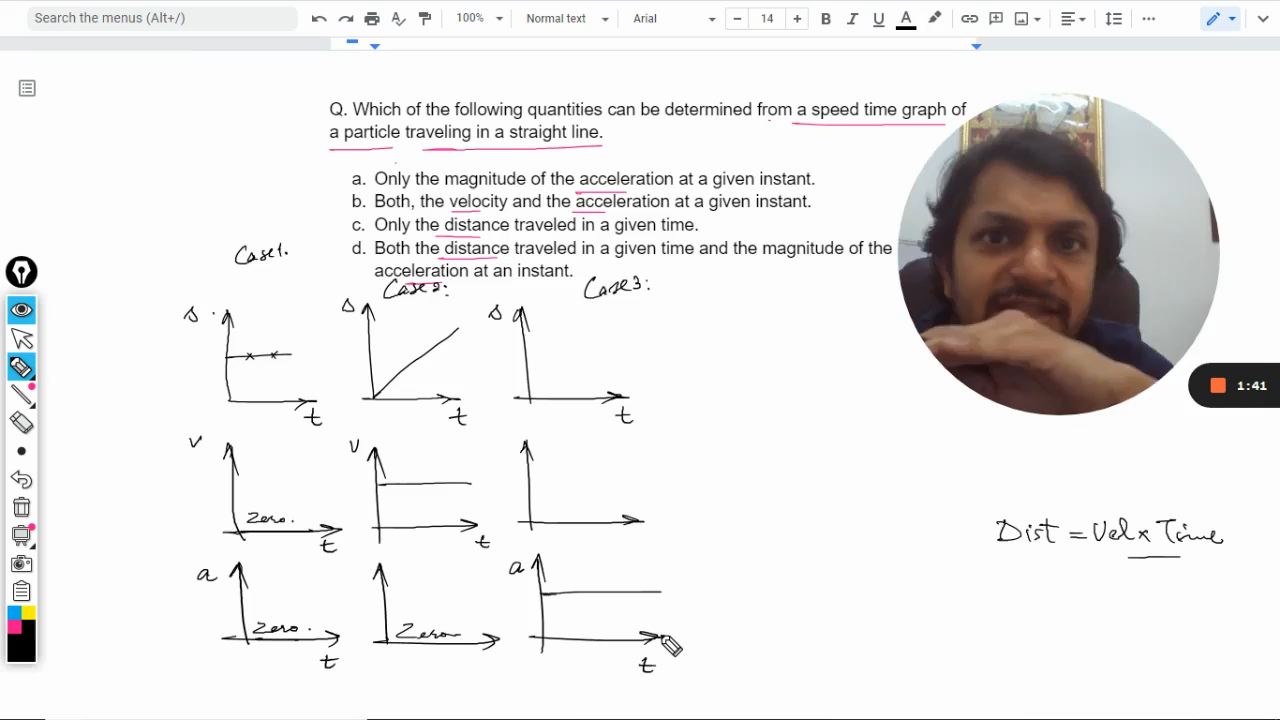 Search the menus (Alt+/)
100%
Normal text
Arial
14
B I U A
Q. Which of the following quantities can be determined from a speed time graph of
a particle traveling in a straight line.
a. Only the magnitude of the acceleration at a given instant.
b. Both, the velocity and the acceleration at a given instant.
c. Only the distance traveled in a given time.
d. Both the distance traveled in a given time and the magnitude of the
acceleration at an instant.
Case1.
Case2:
Case3:
s
s
s
t
t
t
1:41
v
v
zero.
t
t
Dist = Vel x Time
a
a
zero.
Zero
t
t